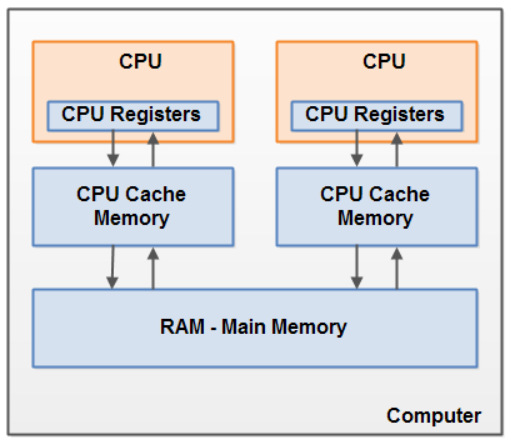 CPU
CPU
CPU Registers
CPU Registers
CPU Cache
Memory
CPU Cache
Memory
RAM - Main Memory
Computer